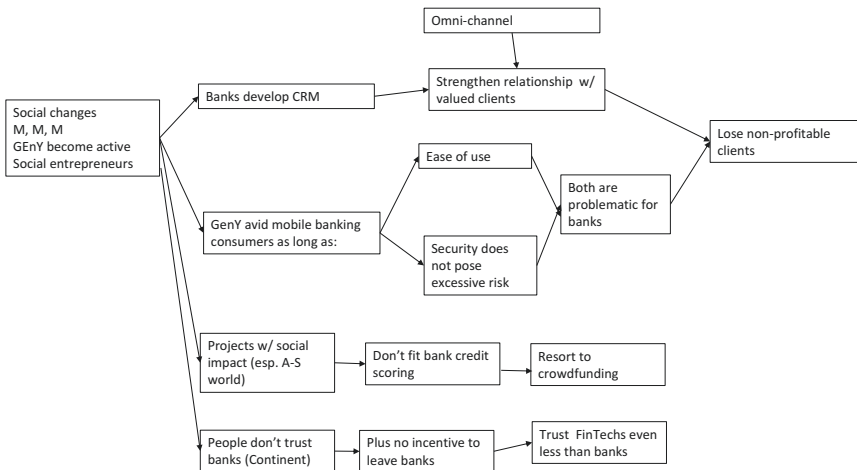 Omni-channel
Banks develop CRM
Strengthen relationship w/
valued clients
Social changes
M, M, M
GEnY become active
Social entrepreneurs
Lose non-profitable
clients
Ease of use
GenY avid mobile banking
consumers as long as:
Both are
problematic for
banks
Security does
not pose
excessive risk
Projects w/ social
impact (esp. A-S
world)
Don't fit bank credit
scoring
Resort to
crowdfunding
People don't trust
banks (Continent)
Plus no incentive to
leave banks
Trust FinTechs even
less than banks